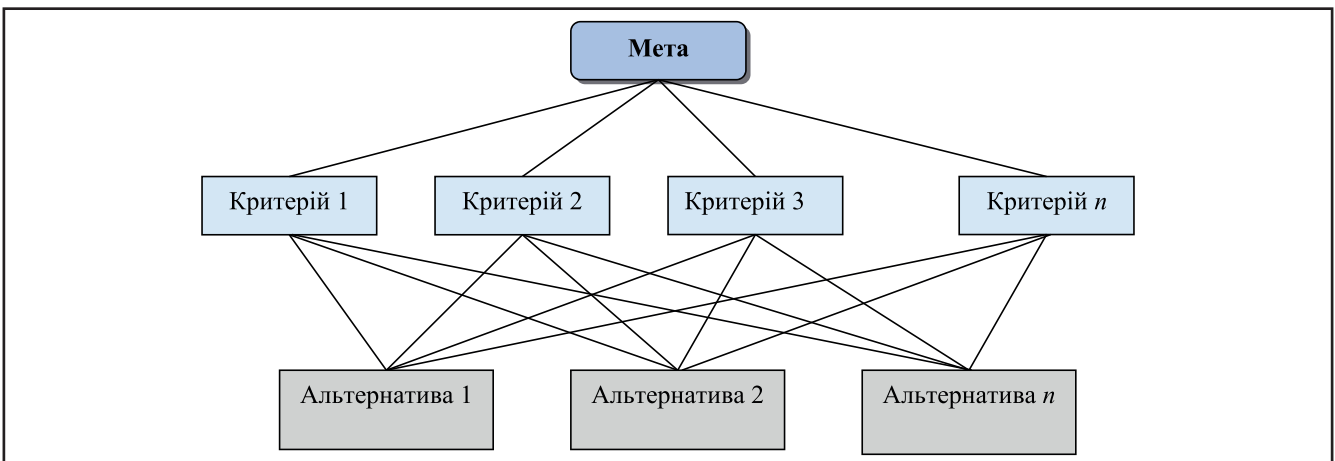 Мета
Критерій 1
Критерій 2
Критерій 3
Критерій n
Альтернатива 1
Альтернатива 2
Альтернатива n